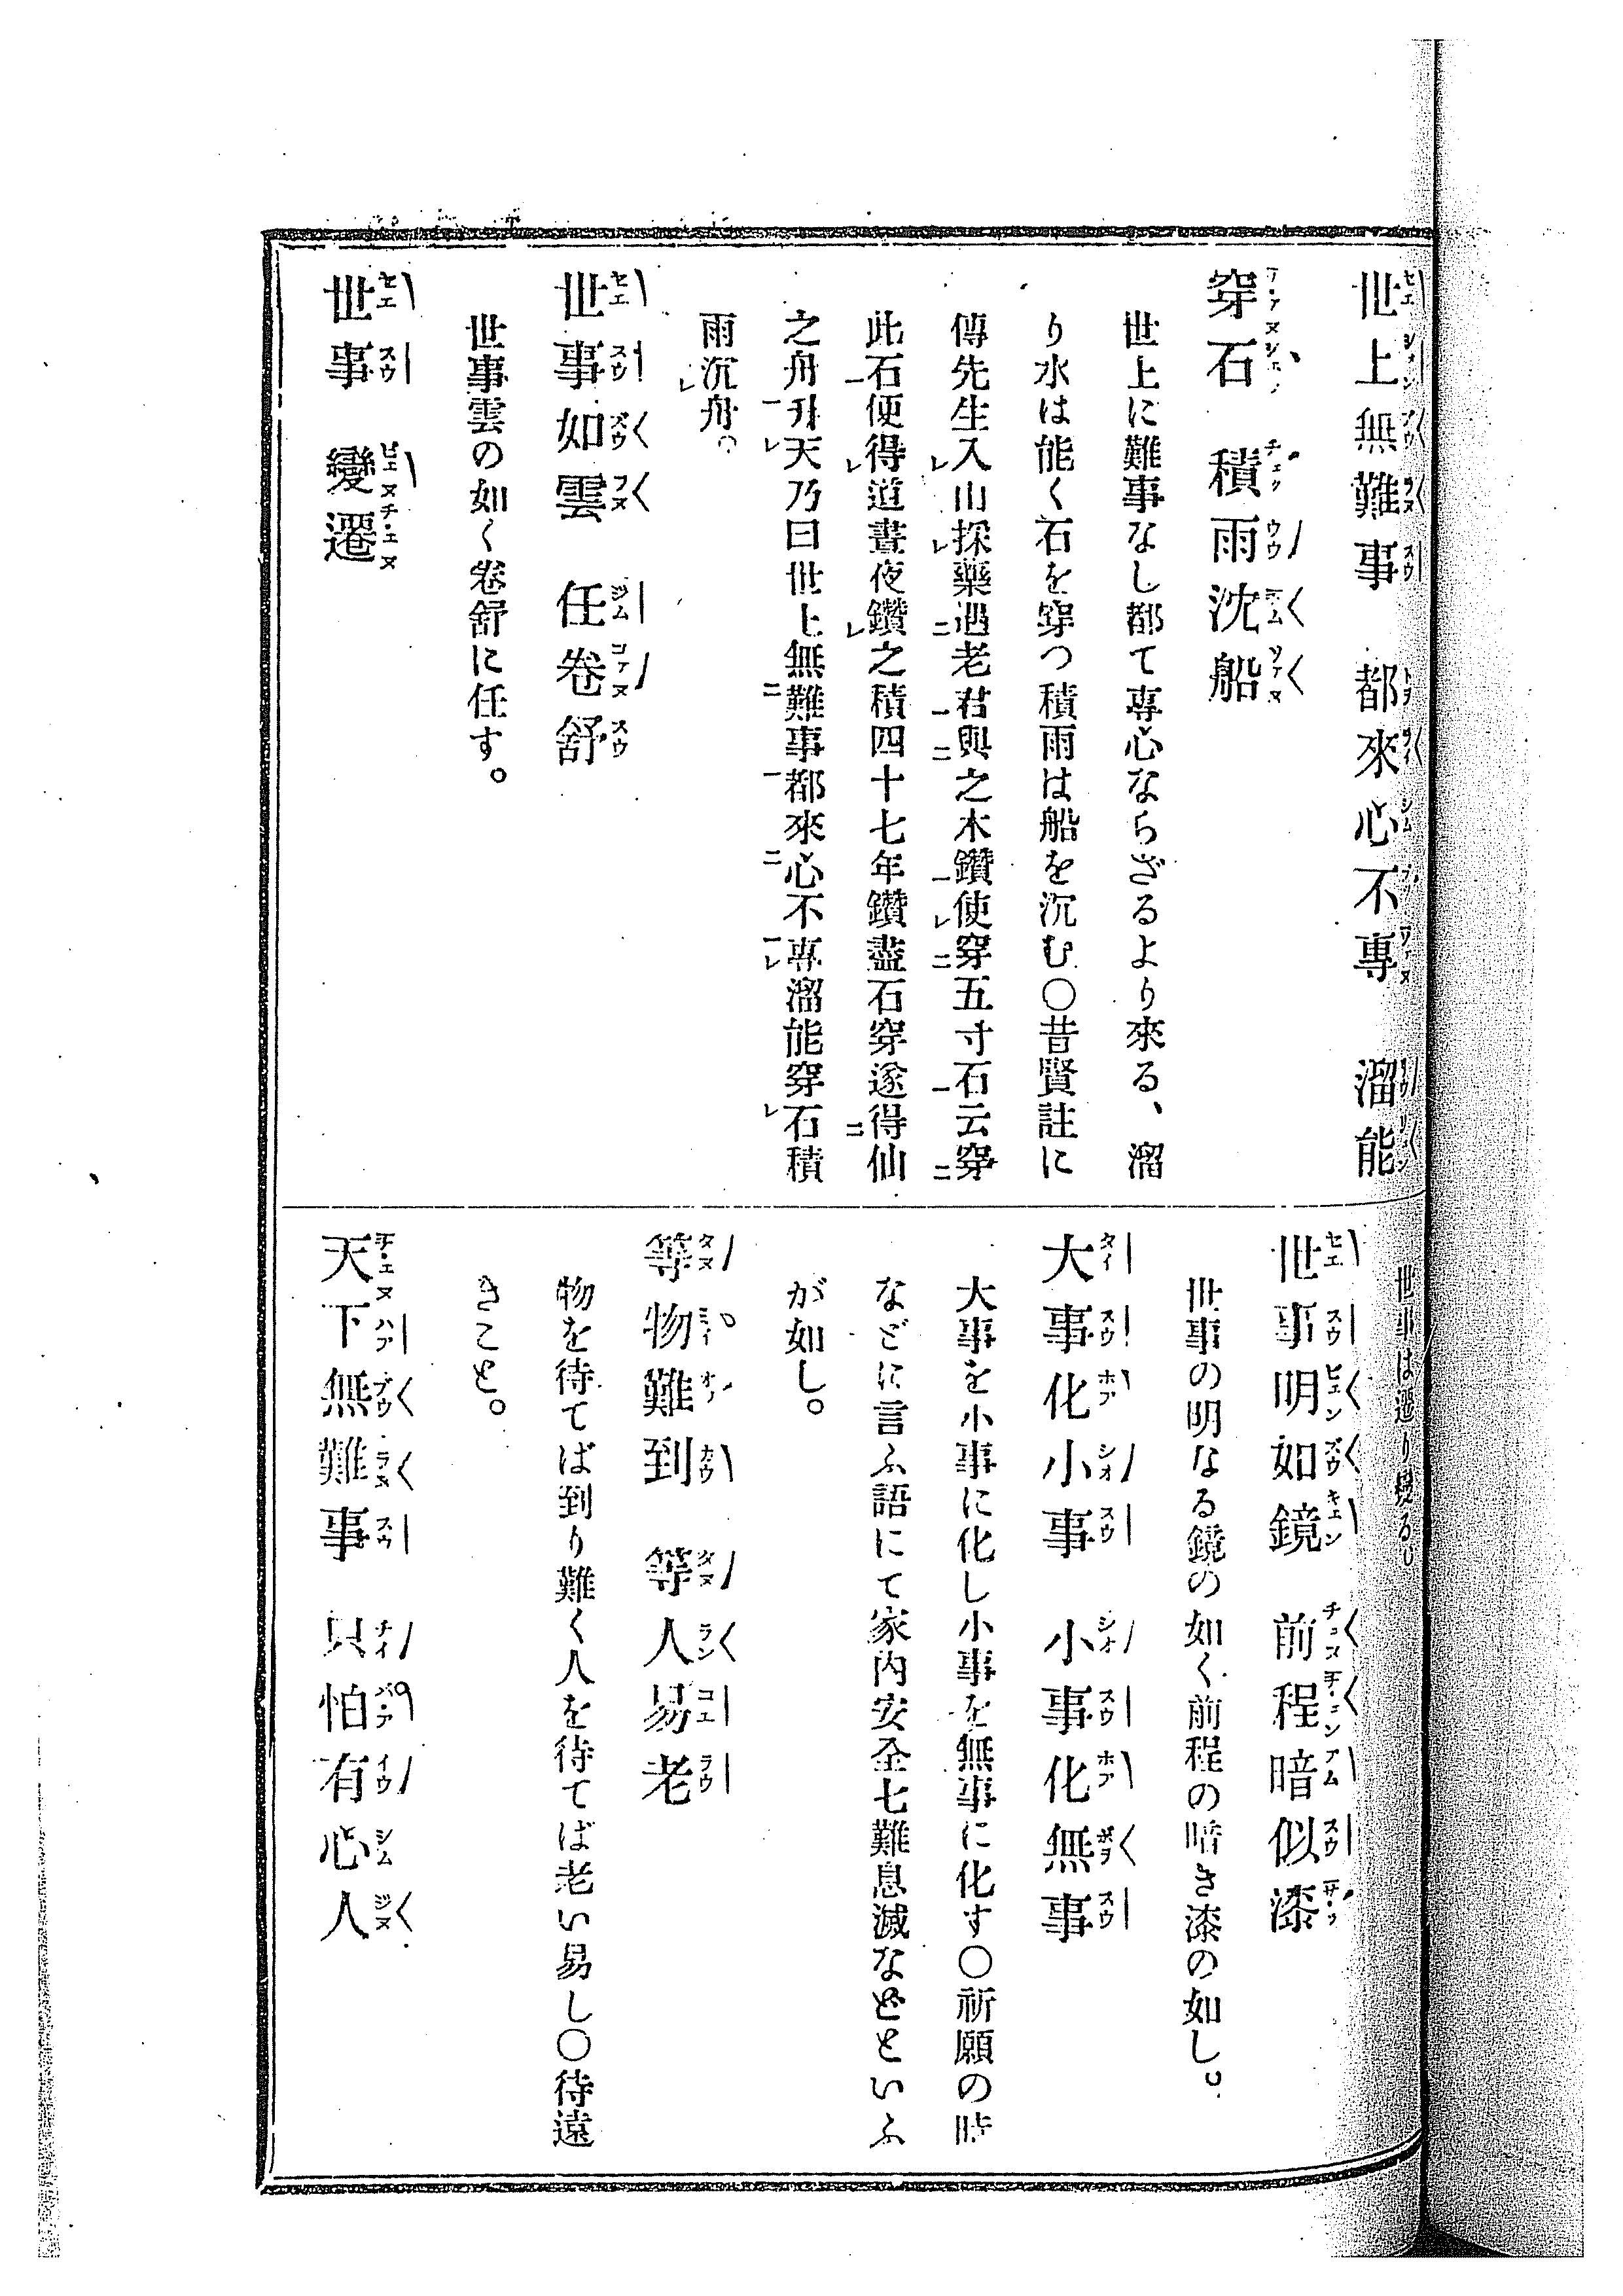 世上無難事　都來心不專　溜能
穿石　積雨沈船
世上に難事なし都て專心ならざるより來る、溜
り水は能く石を穿つ積雨は船を沉む〇昔賢註に
傳先生入山採藥遇老君與之木鑽使穿五寸石云穿
此石便得道晝夜鑽之積四十七年鑽盡石穿遂得仙
之舟升天乃曰世上無難事都來心不專溜能穿石積
雨沉舟。
世事如雲　任卷舒
世事雲の如く卷舒に任す。
世事　變遷
世事は遷り變る。
世事明如鏡　前程暗似漆
世事の明なる鏡の如く前程の暗き漆の如し。
大事化小事　小事化無事
大事を小事に化し小事を無事に化す〇祈願の時
などに言ふ語にて家内安全七難息滅などといふ
が如し。
等物難到　等人易老
物を待てば到り難く人を待てば老い易し〇待遠
きこと。
天下無難事　只怕有心人